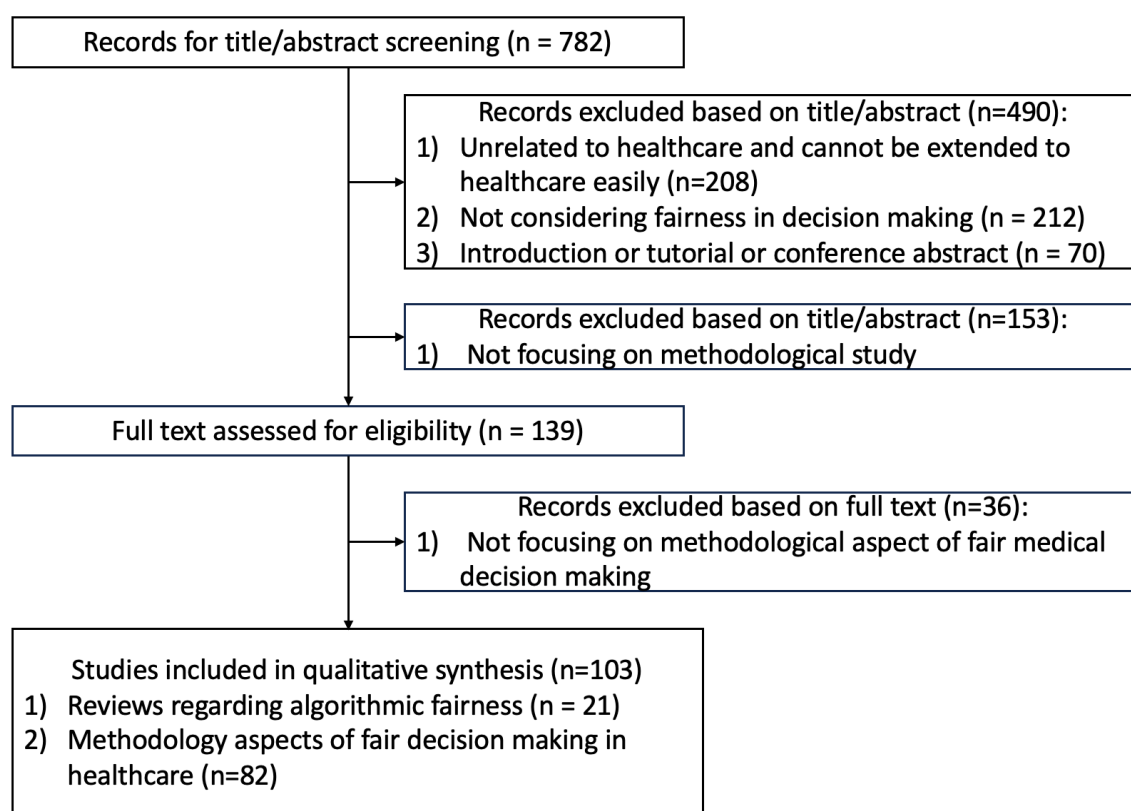 Records for title/abstract screening (n = 782)
Records excluded based on title/abstract (n=490):
1) Unrelated to healthcare and cannot be extended to
healthcare easily (n=208)
2) Not considering fairness in decision making (n = 212)
3) Introduction or tutorial or conference abstract (n = 70)
Records excluded based on title/abstract (n=153):
1) Not focusing on methodological study
Full text assessed for eligibility (n = 139)
Records excluded based on full text (n=36):
1) Not focusing on methodological aspect of fair medical
decision making
Studies included in qualitative synthesis (n=103)
1) Reviews regarding algorithmic fairness (n = 21)
2) Methodology aspects of fair decision making in
healthcare (n=82)